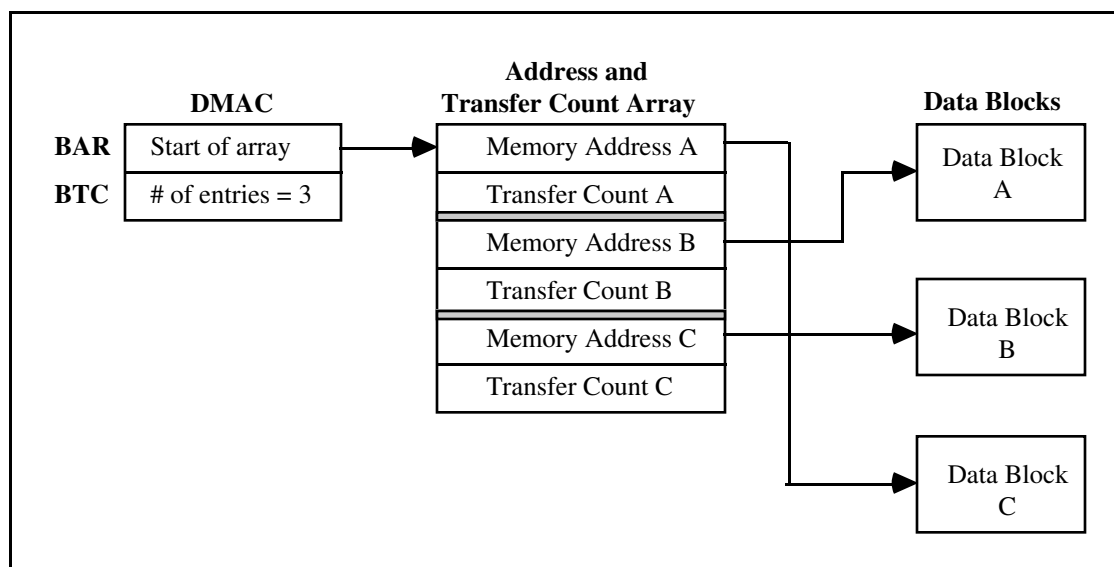 Address and
Transfer Count Array
DMAC
Data Blocks
BAR
Start of array
BTC
# of entries = 3
Memory Address A
Transfer Count A
Memory Address B
Transfer Count B
Memory Address C
Transfer Count C
Data Block
A
Data Block
B
Data Block
C